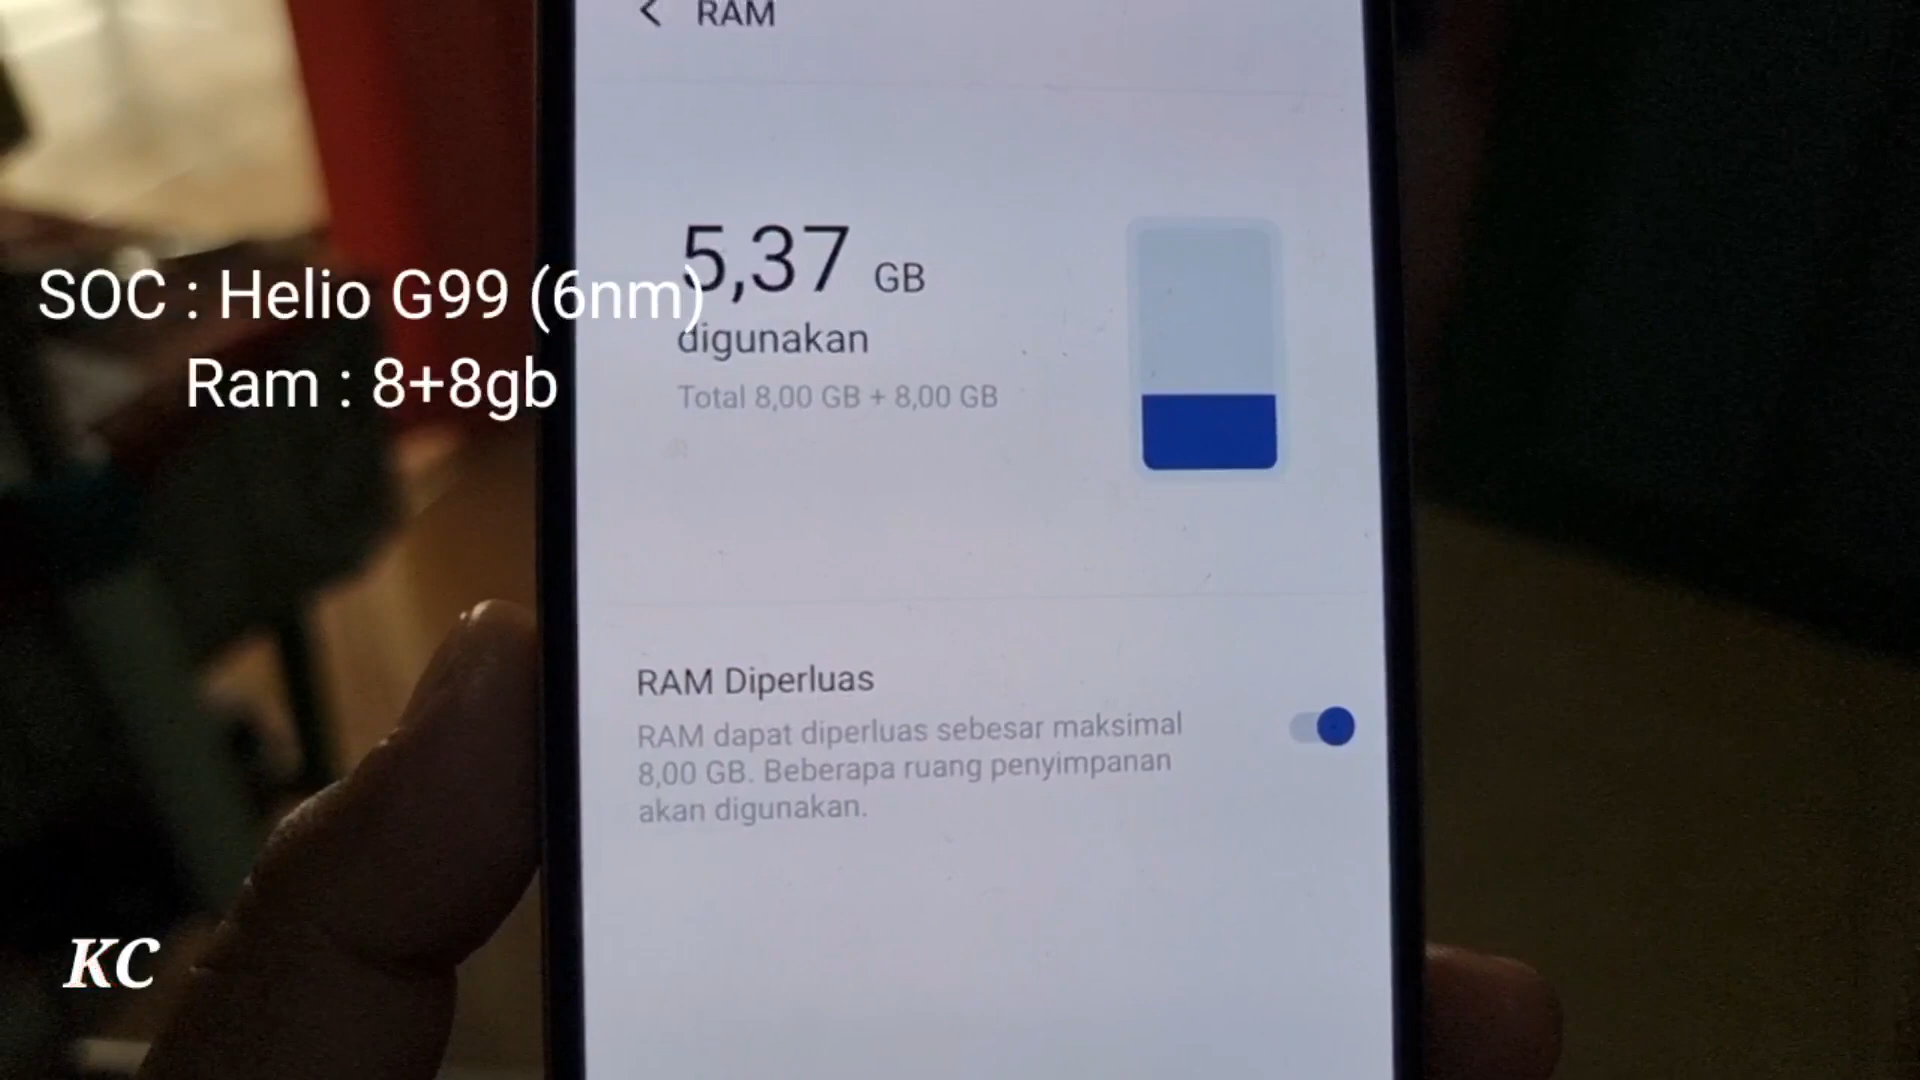 RAM
5,37 GB
digunakan
Total 8,00 GB + 8,00 GB
SOC : Helio G99 (6nm)
Ram : 8+8gb
RAM Diperluas
RAM dapat diperluas sebesar maksimal
8,00 GB. Beberapa ruang penyimpanan
akan digunakan.
KC